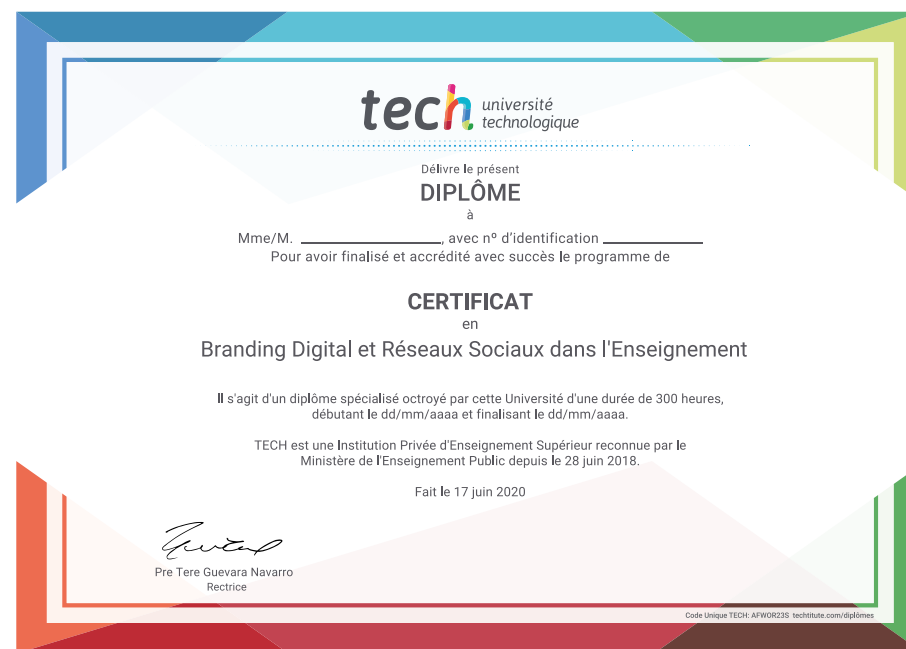 tech université
technologique
Délivre le présent
DIPLÔME
à
Mme/M. ____________________, avec nº d'identification ______________
Pour avoir finalisé et accrédité avec succès le programme de
CERTIFICAT
en
Branding Digital et Réseaux Sociaux dans l'Enseignement
Il s'agit d'un diplôme spécialisé octroyé par cette Université d'une durée de 300 heures,
débutant le dd/mm/aaaa et finalisant le dd/mm/aaaa.
TECH est une Institution Privée d'Enseignement Supérieur reconnue par le
Ministère de l'Enseignement Public depuis le 28 juin 2018.
Fait le 17 juin 2020
Pre Tere Guevara Navarro
Rectrice
Code Unique TECH: AFWOR23S techtitute.com/diplômes